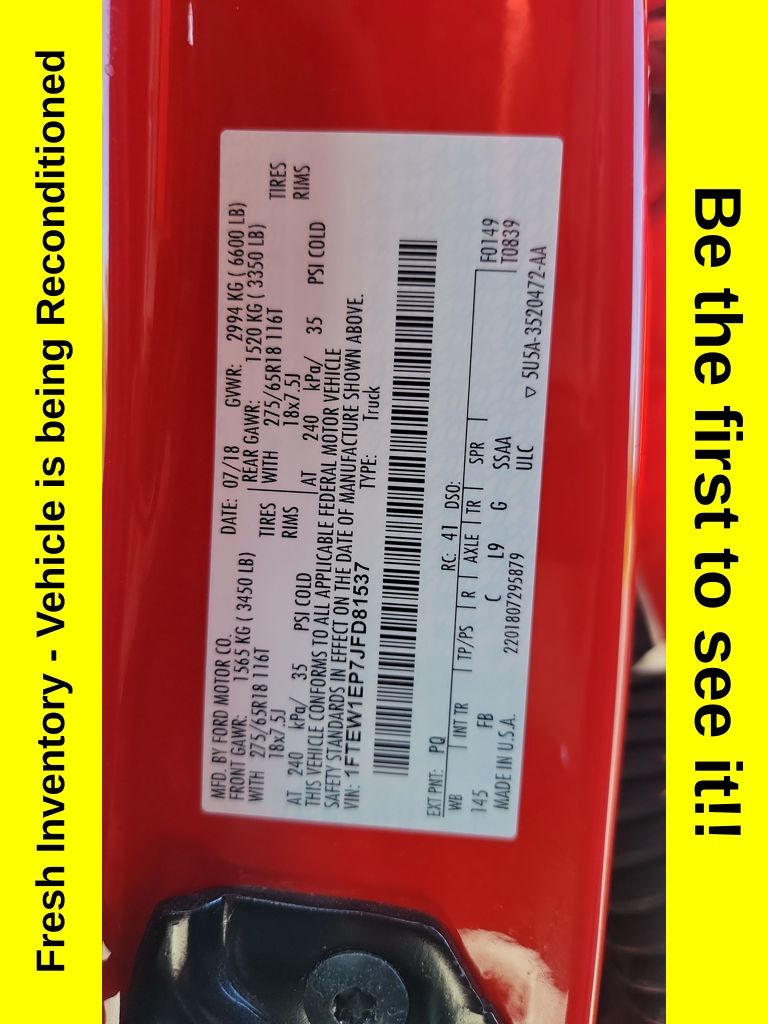 Fresh Inventory - Vehicle is being Reconditioned
MFD. BY FORD MOTOR CO. DATE: 07/18 GVWR: 2994 KG ( 6600 LB)
FRONT GAWR: 1565 KG ( 3450 LB) REAR GAWR: 1520 KG ( 3350 LB)
WITH 275/65R18 116T TIRES WITH 275/65R18 116T TIRES
18x7.5J RIMS 18x7.5J RIMS
AT 240 kPa/ 35 PSI COLD AT 240 kPa/ 35 PSI COLD
THIS VEHICLE CONFORMS TO ALL APPLICABLE FEDERAL MOTOR VEHICLE
SAFETY STANDARDS IN EFFECT ON THE DATE OF MANUFACTURE SHOWN ABOVE.
VIN: 1FTEW1EP7JFD81537 TYPE: Truck
EXT PNT: PQ RC: 41 DSO: F0149
WB INT TR TP/PS R AXLE TR SPR T0839
145 FB C L9 G SSAA
MADE IN U.S.A. 2201807295879 ULC ▽ 5U5A-3520472-AA
Be the first to see it!!